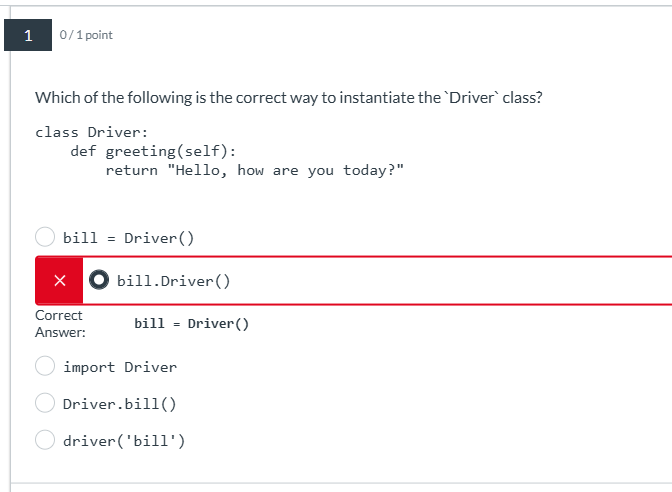 1 0 / 1 point
Which of the following is the correct way to instantiate the `Driver` class?
class Driver:
    def greeting(self):
        return "Hello, how are you today?"
bill = Driver()
bill.Driver()
Correct
Answer:
bill = Driver()
import Driver
Driver.bill()
driver('bill')